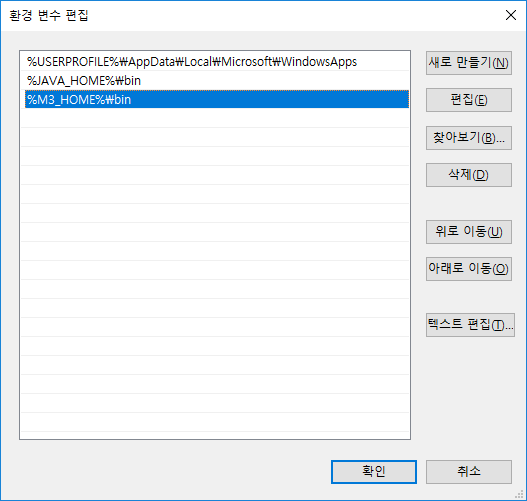 환경 변수 편집
%USERPROFILE%₩AppData₩Local₩Microsoft₩WindowsApps
%JAVA_HOME%₩bin
%M3_HOME%₩bin
새로 만들기(N)
편집(E)
찾아보기(B)...
삭제(D)
위로 이동(U)
아래로 이동(O)
텍스트 편집(T)...
확인
취소